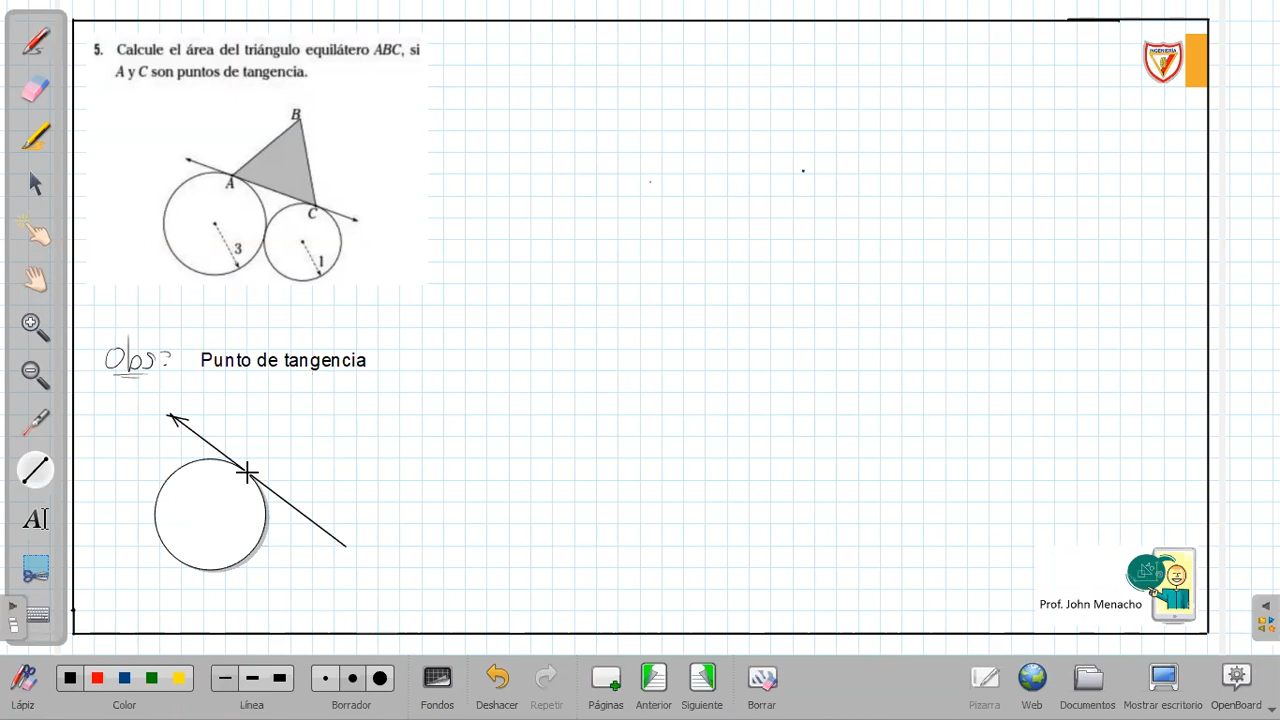 INGENIERÍA
5. Calcule el área del triángulo equilátero ABC, si
A y C son puntos de tangencia.
B
A
C
3
1
Obs:
Punto de tangencia
Prof. John Menacho
Lápiz
Color
Línea
Borrador
Fondos
Deshacer
Repetir
Páginas
Anterior
Siguiente
Borrar
Pizarra
Web
Documentos
Mostrar escritorio
OpenBoard